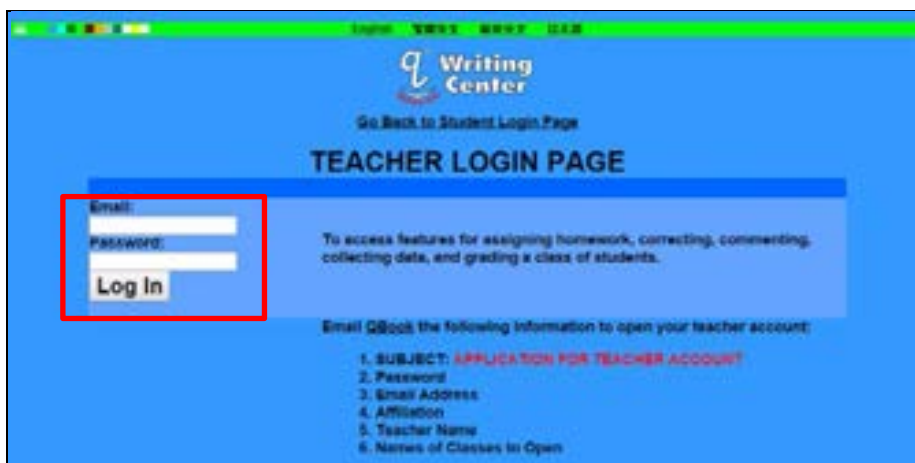 English
Writing
Center
Go Back to Student Login Page
TEACHER LOGIN PAGE
Email:
Password:
Log In
To access features for assigning homework, correcting, commenting,
collecting data, and grading a class of students.
Email QBook the following information to open your teacher account:
1. SUBJECT: APPLICATION FOR TEACHER ACCOUNT
2. Password
3. Email Address
4. Affiliation
5. Teacher Name
6. Names of Classes to Open